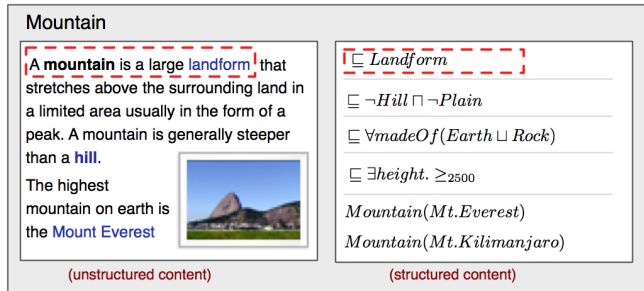 Mountain
A mountain is a large landform that
stretches above the surrounding land in
a limited area usually in the form of a
peak. A mountain is generally steeper
than a hill.
The highest
mountain on earth is
the Mount Everest
(unstructured content)
⊑ Landform
⊑ ¬Hill ⊓ ¬Plain
⊑ ∀madeOf(Earth ⊔ Rock)
⊑ ∃height. ≥₂₅₀₀
Mountain(Mt.Everest)
Mountain(Mt.Kilimanjaro)
(structured content)